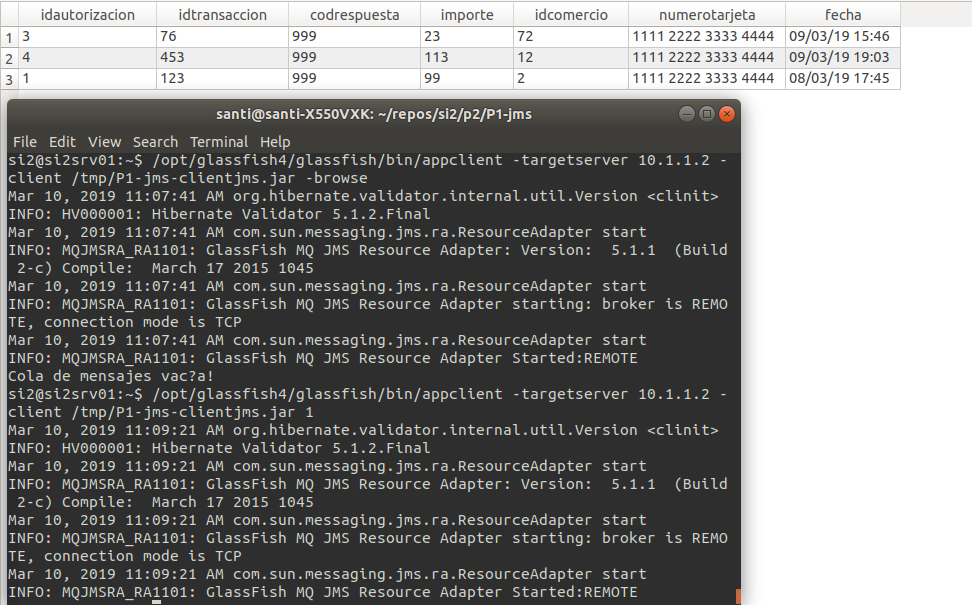 idautorizacion idtransaccion codrespuesta importe idcomercio numerotarjeta fecha
1 3 76 999 23 72 1111 2222 3333 4444 09/03/19 15:46
2 4 453 999 113 12 1111 2222 3333 4444 09/03/19 19:03
3 1 123 999 99 2 1111 2222 3333 4444 08/03/19 17:45
santi@santi-X550VXK: ~/repos/si2/p2/P1-jms
File Edit View Search Terminal Help
si2@si2srv01:~$ /opt/glassfish4/glassfish/bin/appclient -targetserver 10.1.1.2 -
client /tmp/P1-jms-clientjms.jar -browse
Mar 10, 2019 11:07:41 AM org.hibernate.validator.internal.util.Version <clinit>
INFO: HV000001: Hibernate Validator 5.1.2.Final
Mar 10, 2019 11:07:41 AM com.sun.messaging.jms.ra.ResourceAdapter start
INFO: MQJMSRA_RA1101: GlassFish MQ JMS Resource Adapter: Version:  5.1.1  (Build
 2-c) Compile:  March 17 2015 1045
Mar 10, 2019 11:07:41 AM com.sun.messaging.jms.ra.ResourceAdapter start
INFO: MQJMSRA_RA1101: GlassFish MQ JMS Resource Adapter starting: broker is REMO
TE, connection mode is TCP
Mar 10, 2019 11:07:41 AM com.sun.messaging.jms.ra.ResourceAdapter start
INFO: MQJMSRA_RA1101: GlassFish MQ JMS Resource Adapter Started:REMOTE
Cola de mensajes vac?a!
si2@si2srv01:~$ /opt/glassfish4/glassfish/bin/appclient -targetserver 10.1.1.2 -
client /tmp/P1-jms-clientjms.jar 1
Mar 10, 2019 11:09:21 AM org.hibernate.validator.internal.util.Version <clinit>
INFO: HV000001: Hibernate Validator 5.1.2.Final
Mar 10, 2019 11:09:21 AM com.sun.messaging.jms.ra.ResourceAdapter start
INFO: MQJMSRA_RA1101: GlassFish MQ JMS Resource Adapter: Version:  5.1.1  (Build
 2-c) Compile:  March 17 2015 1045
Mar 10, 2019 11:09:21 AM com.sun.messaging.jms.ra.ResourceAdapter start
INFO: MQJMSRA_RA1101: GlassFish MQ JMS Resource Adapter starting: broker is REMO
TE, connection mode is TCP
Mar 10, 2019 11:09:21 AM com.sun.messaging.jms.ra.ResourceAdapter start
INFO: MQJMSRA_RA1101: GlassFish MQ JMS Resource Adapter Started:REMOTE